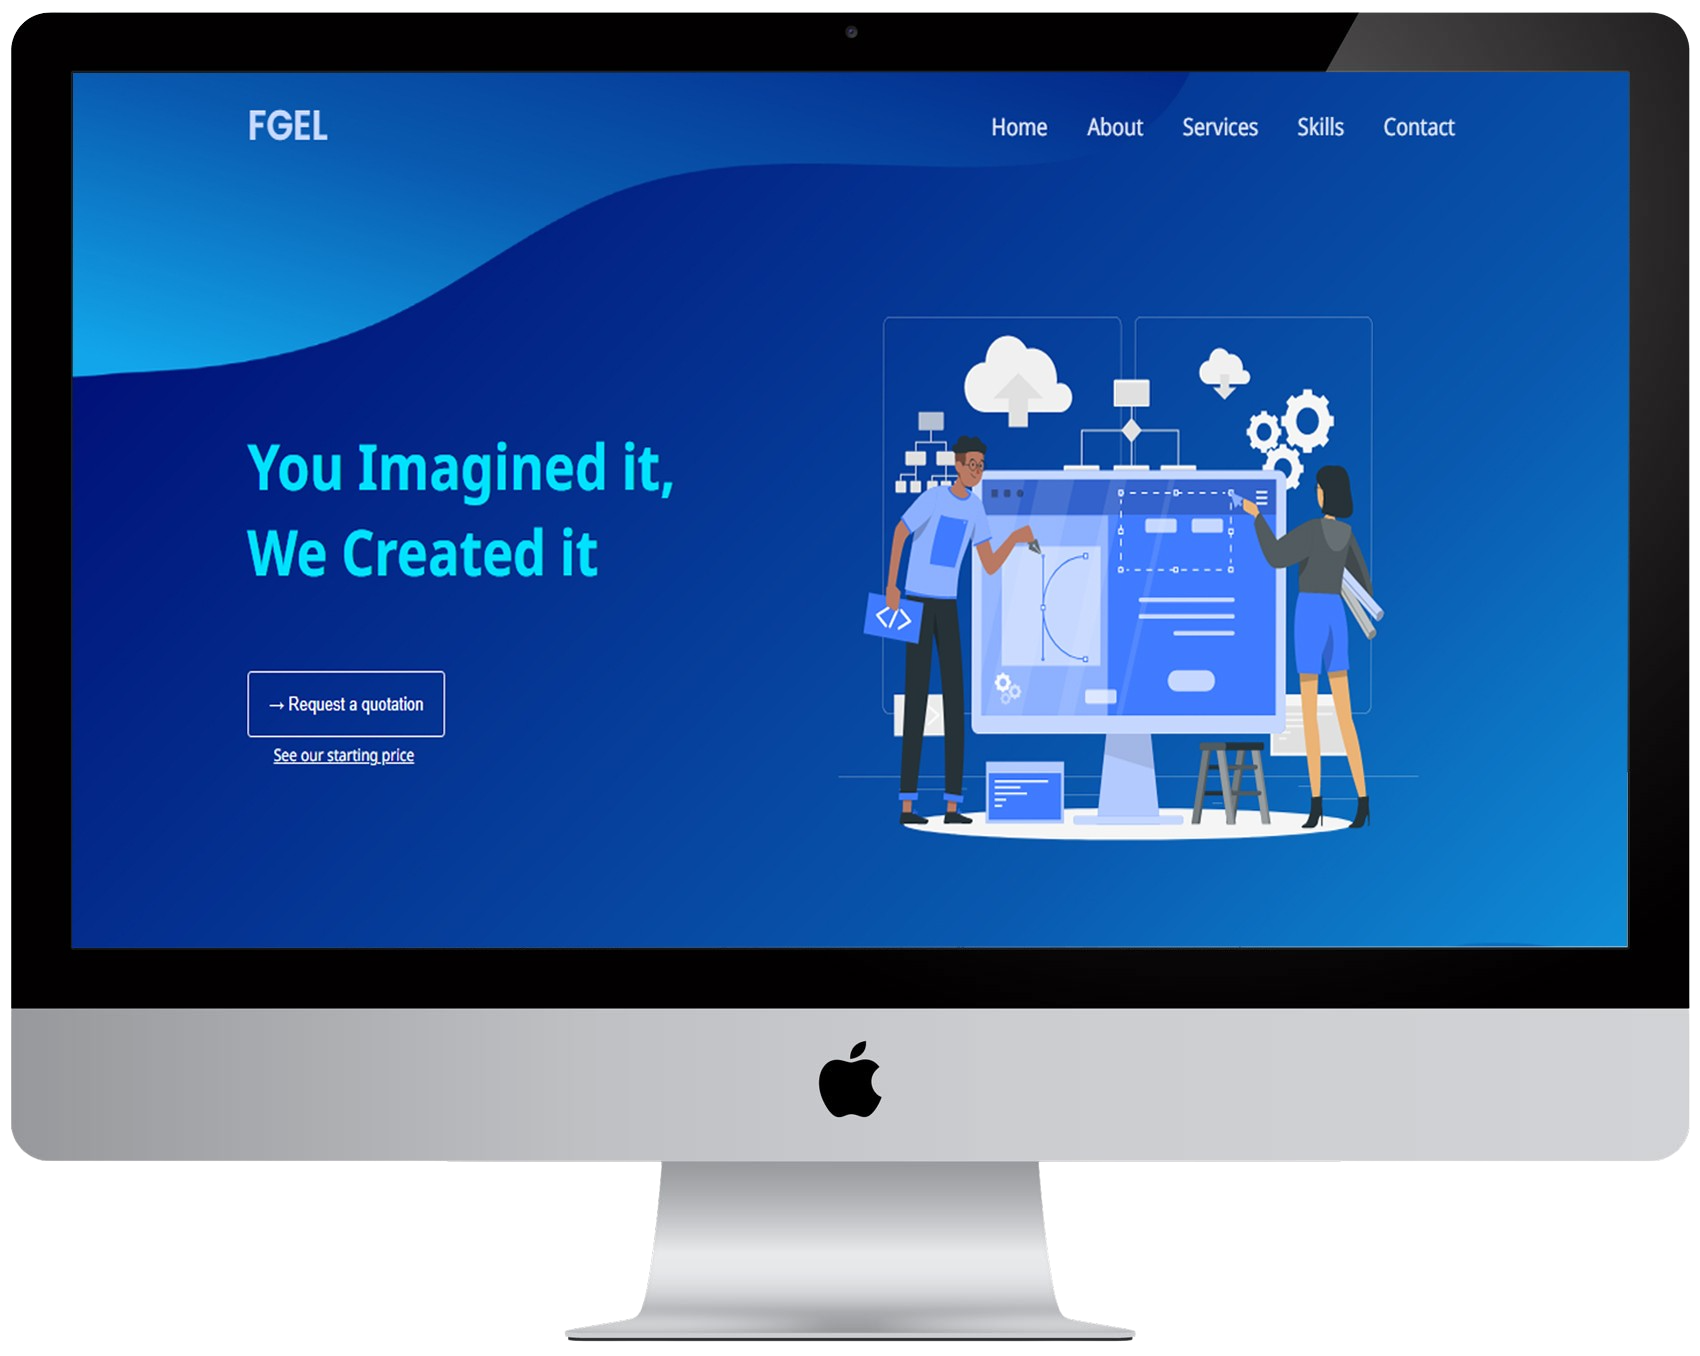 FGEL
Home About Services Skills Contact
You Imagined it,
We Created it
→ Request a quotation
See our starting price